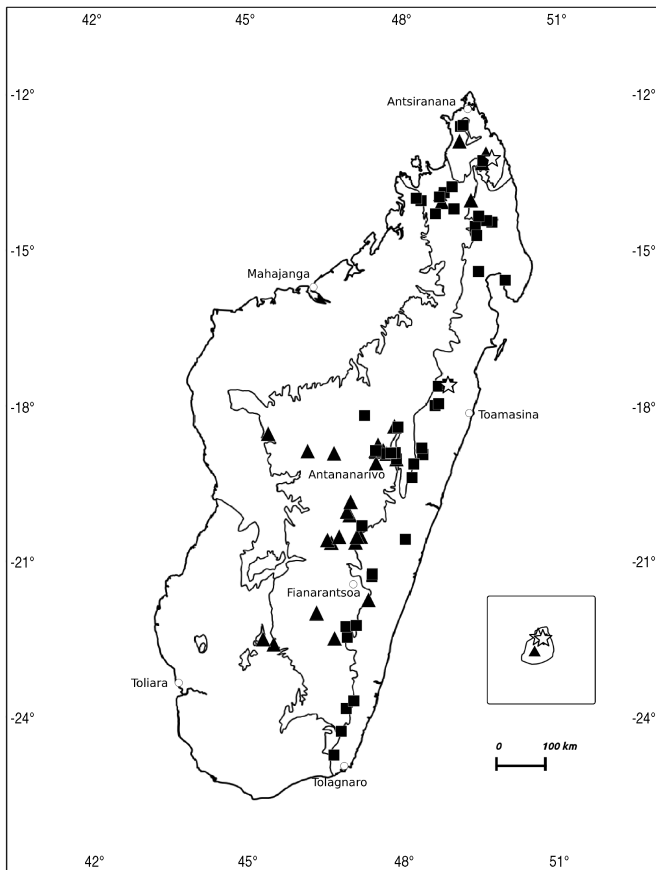 42° 45° 48° 51°
-12° Antsiranana -12°
-15° -15°
Mahajanga
-18° -18°
Toamasina
Antananarivo
-21° -21°
Fianarantsoa
Toliara
-24° -24°
0 100 km
Tolagnaro
42° 45° 48° 51°